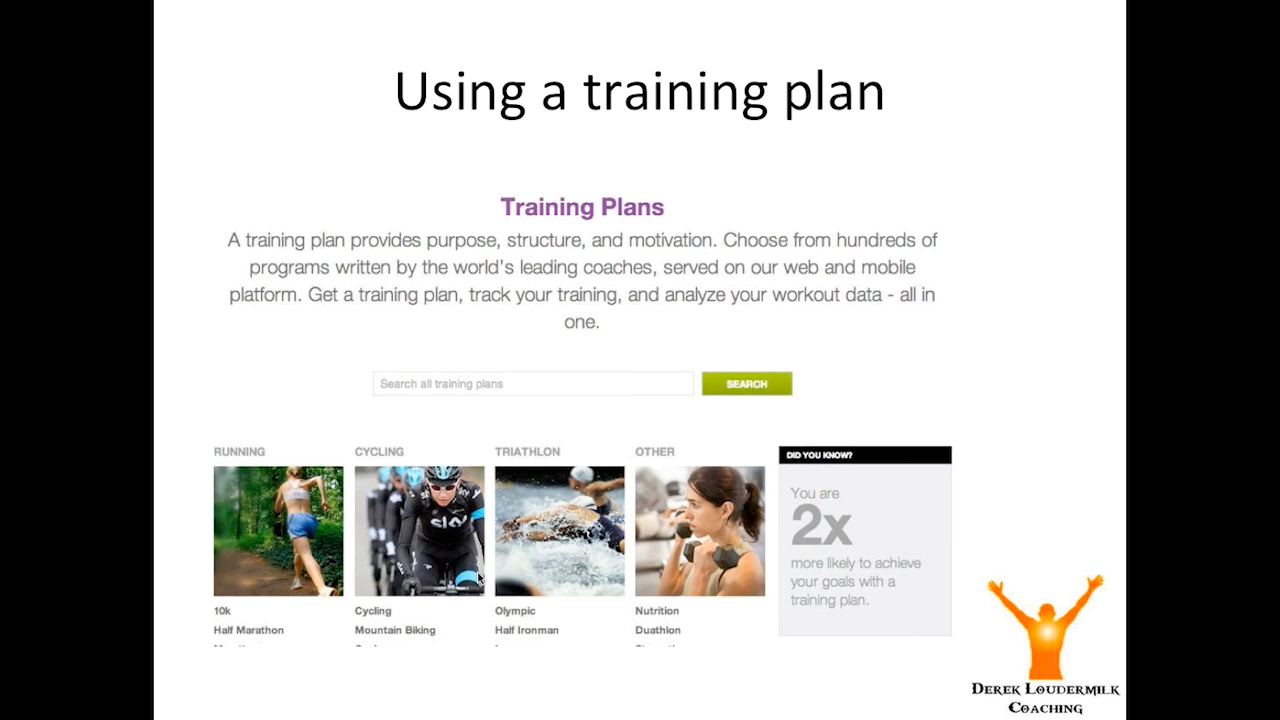 Using a training plan
Training Plans
A training plan provides purpose, structure, and motivation. Choose from hundreds of
programs written by the world's leading coaches, served on our web and mobile
platform. Get a training plan, track your training, and analyze your workout data - all in
one.
Search all training plans
SEARCH
RUNNING
10k
Half Marathon
CYCLING
sky
Cycling
Mountain Biking
TRIATHLON
Olympic
Half Ironman
OTHER
Nutrition
Duathlon
DID YOU KNOW?
You are
2x
more likely to achieve
your goals with a
training plan.
DEREK LOUDERMILK
COACHING